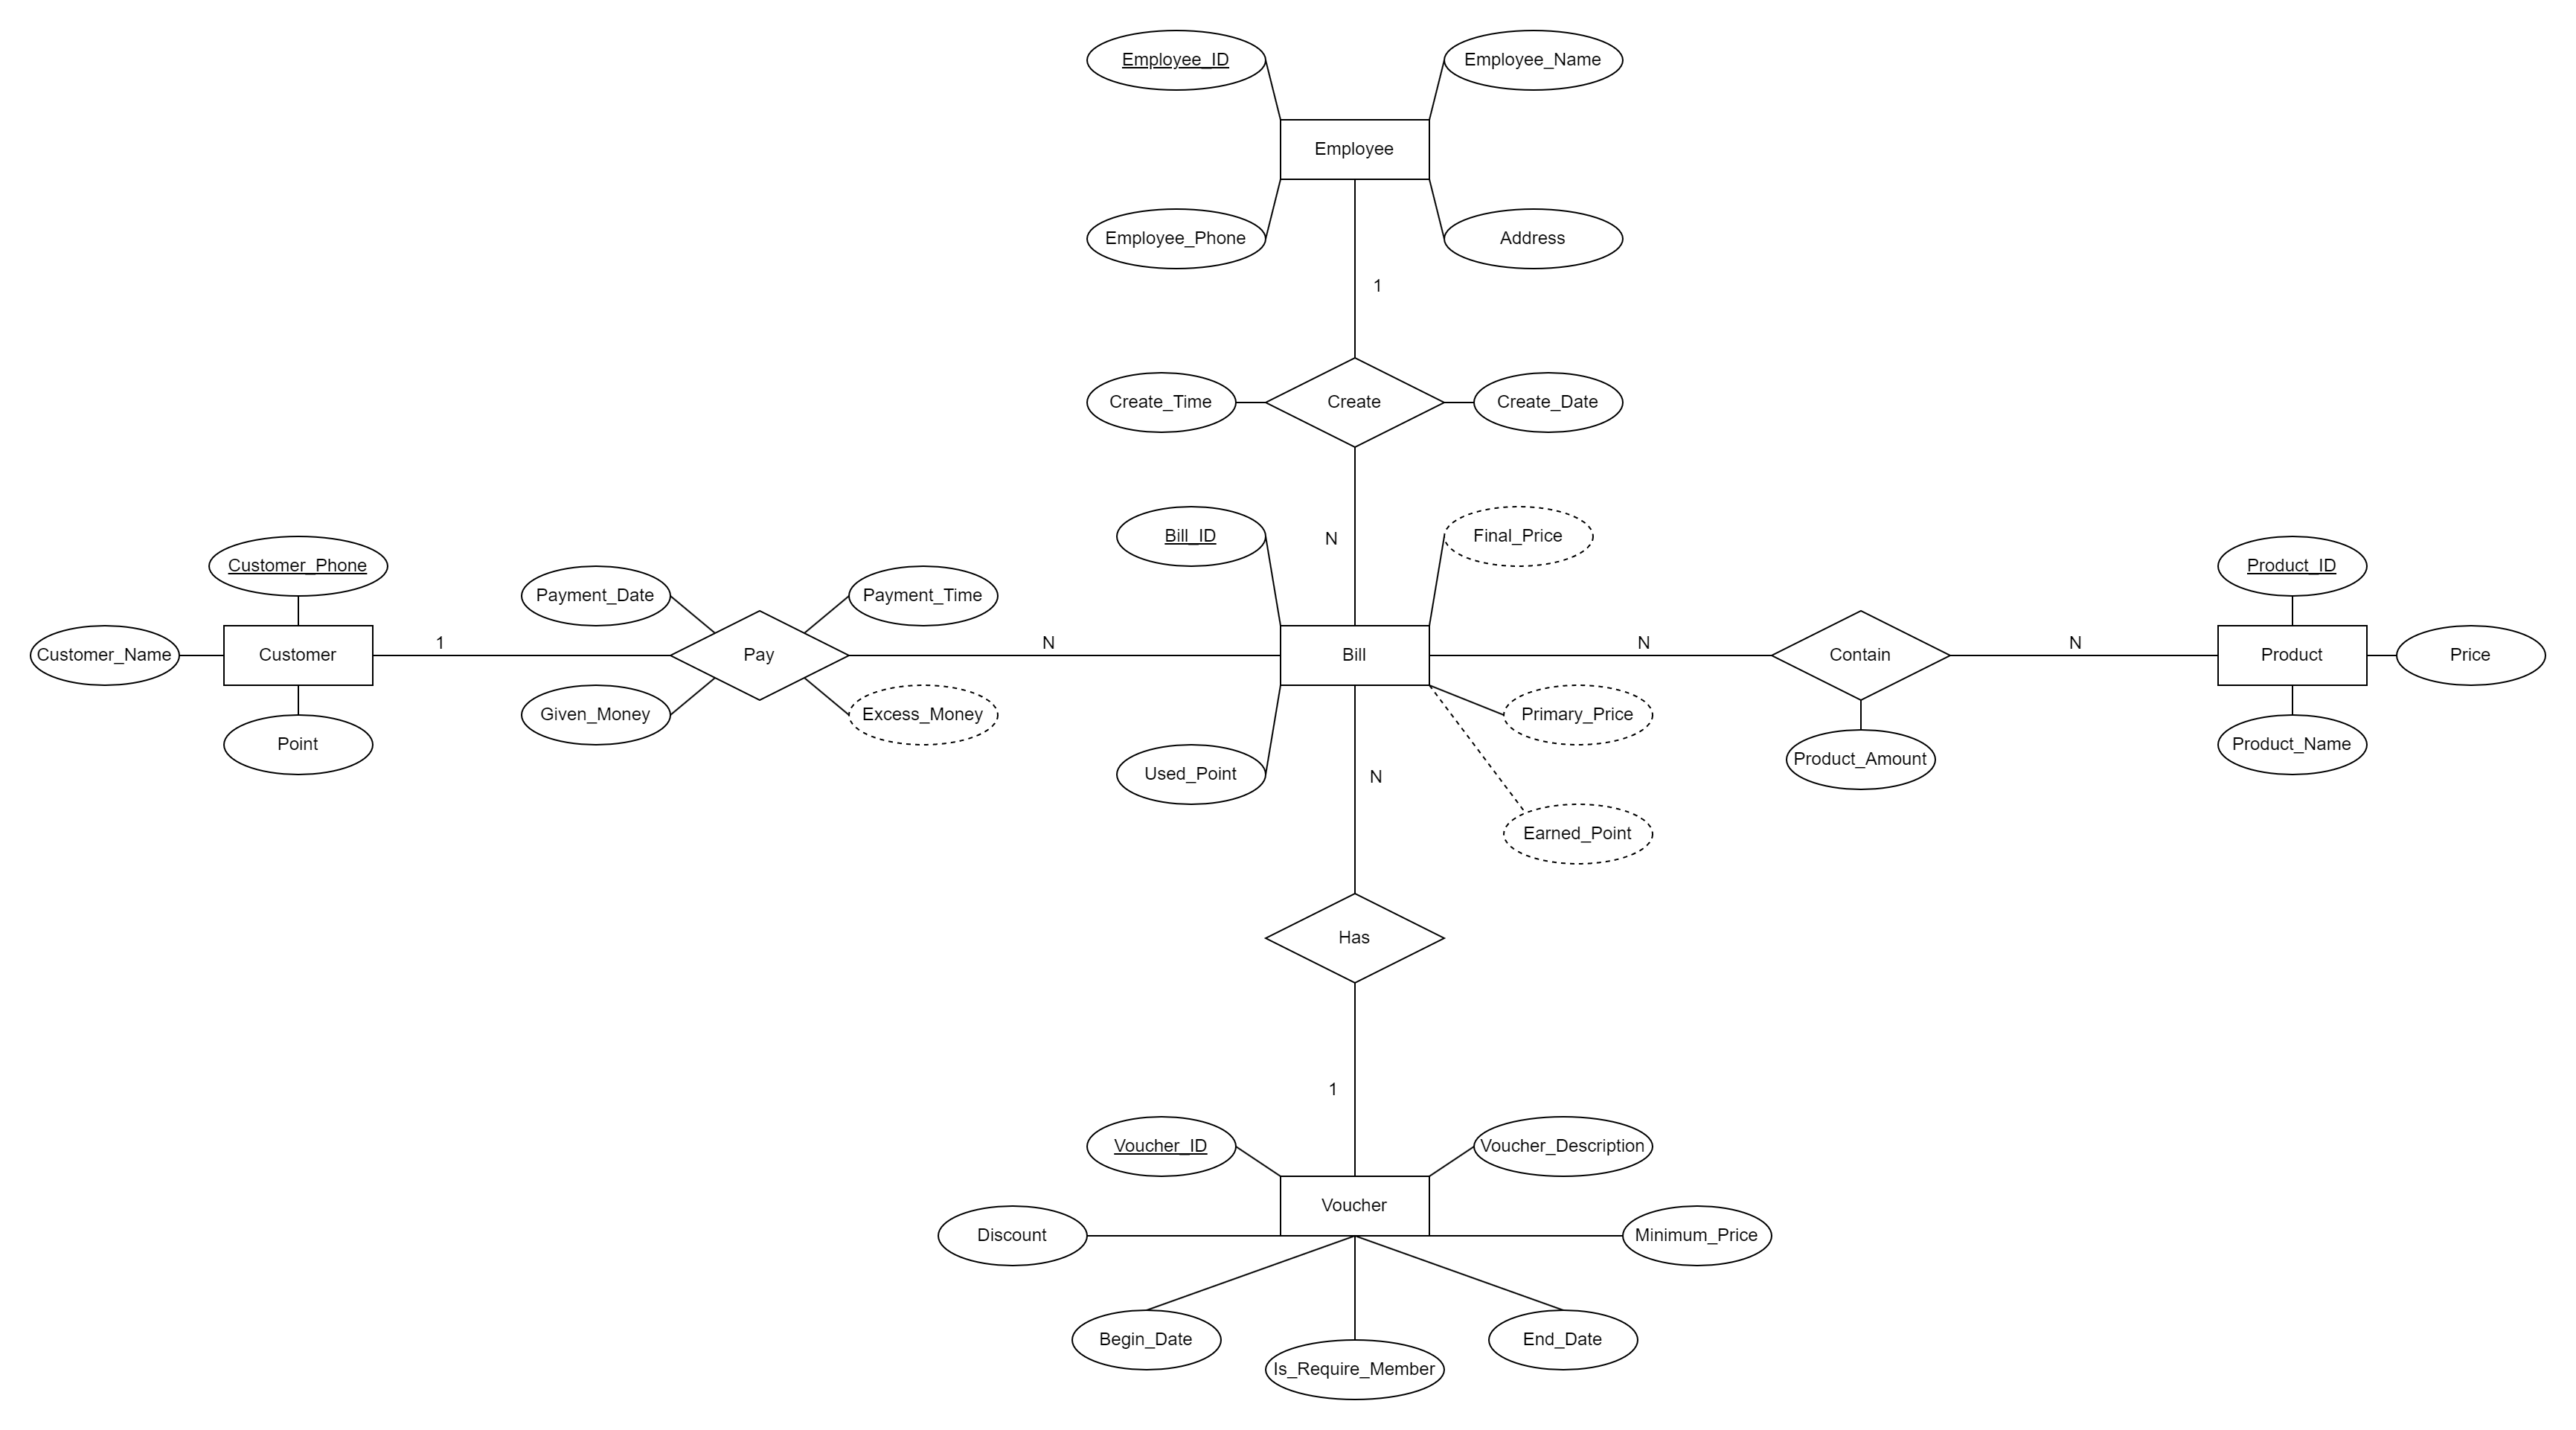 Employee_ID
Employee_Name
Employee
Employee_Phone
Address
1
Create_Time
Create
Create_Date
N
Bill_ID
Final_Price
Customer_Phone
Payment_Date
Payment_Time
Product_ID
Customer_Name
Customer
1
Pay
N
Bill
N
Contain
N
Product
Price
Given_Money
Excess_Money
Primary_Price
Point
Product_Amount
Product_Name
Used_Point
N
Earned_Point
Has
1
Voucher_ID
Voucher_Description
Voucher
Discount
Minimum_Price
Begin_Date
End_Date
Is_Require_Member